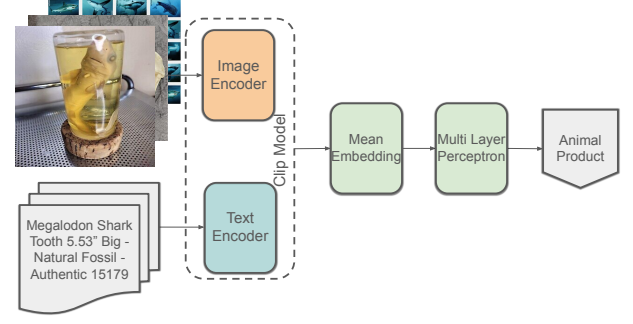 Image
Encoder
Clip Model
Mean
Embedding
Multi Layer
Perceptron
Animal
Product
Text
Encoder
Megalodon Shark
Tooth 5.53” Big -
Natural Fossil -
Authentic 15179